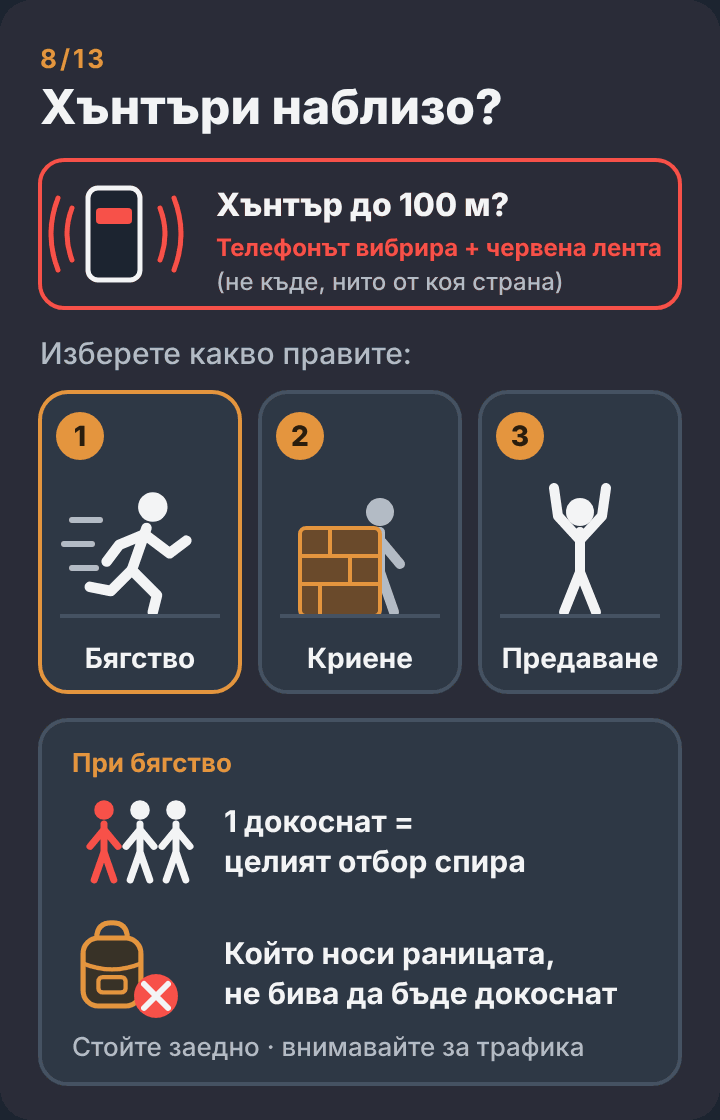 8/13
Хънтъри наблизо?
Хънтър до 100 м?
Телефонът вибрира + червена лента
(не къде, нито от коя страна)
Изберете какво правите:
1
2
3
Бягство
Криене
Предаване
При бягство
1 докоснат =
целият отбор спира
Който носи раницата,
не бива да бъде докоснат
Стойте заедно · внимавайте за трафика